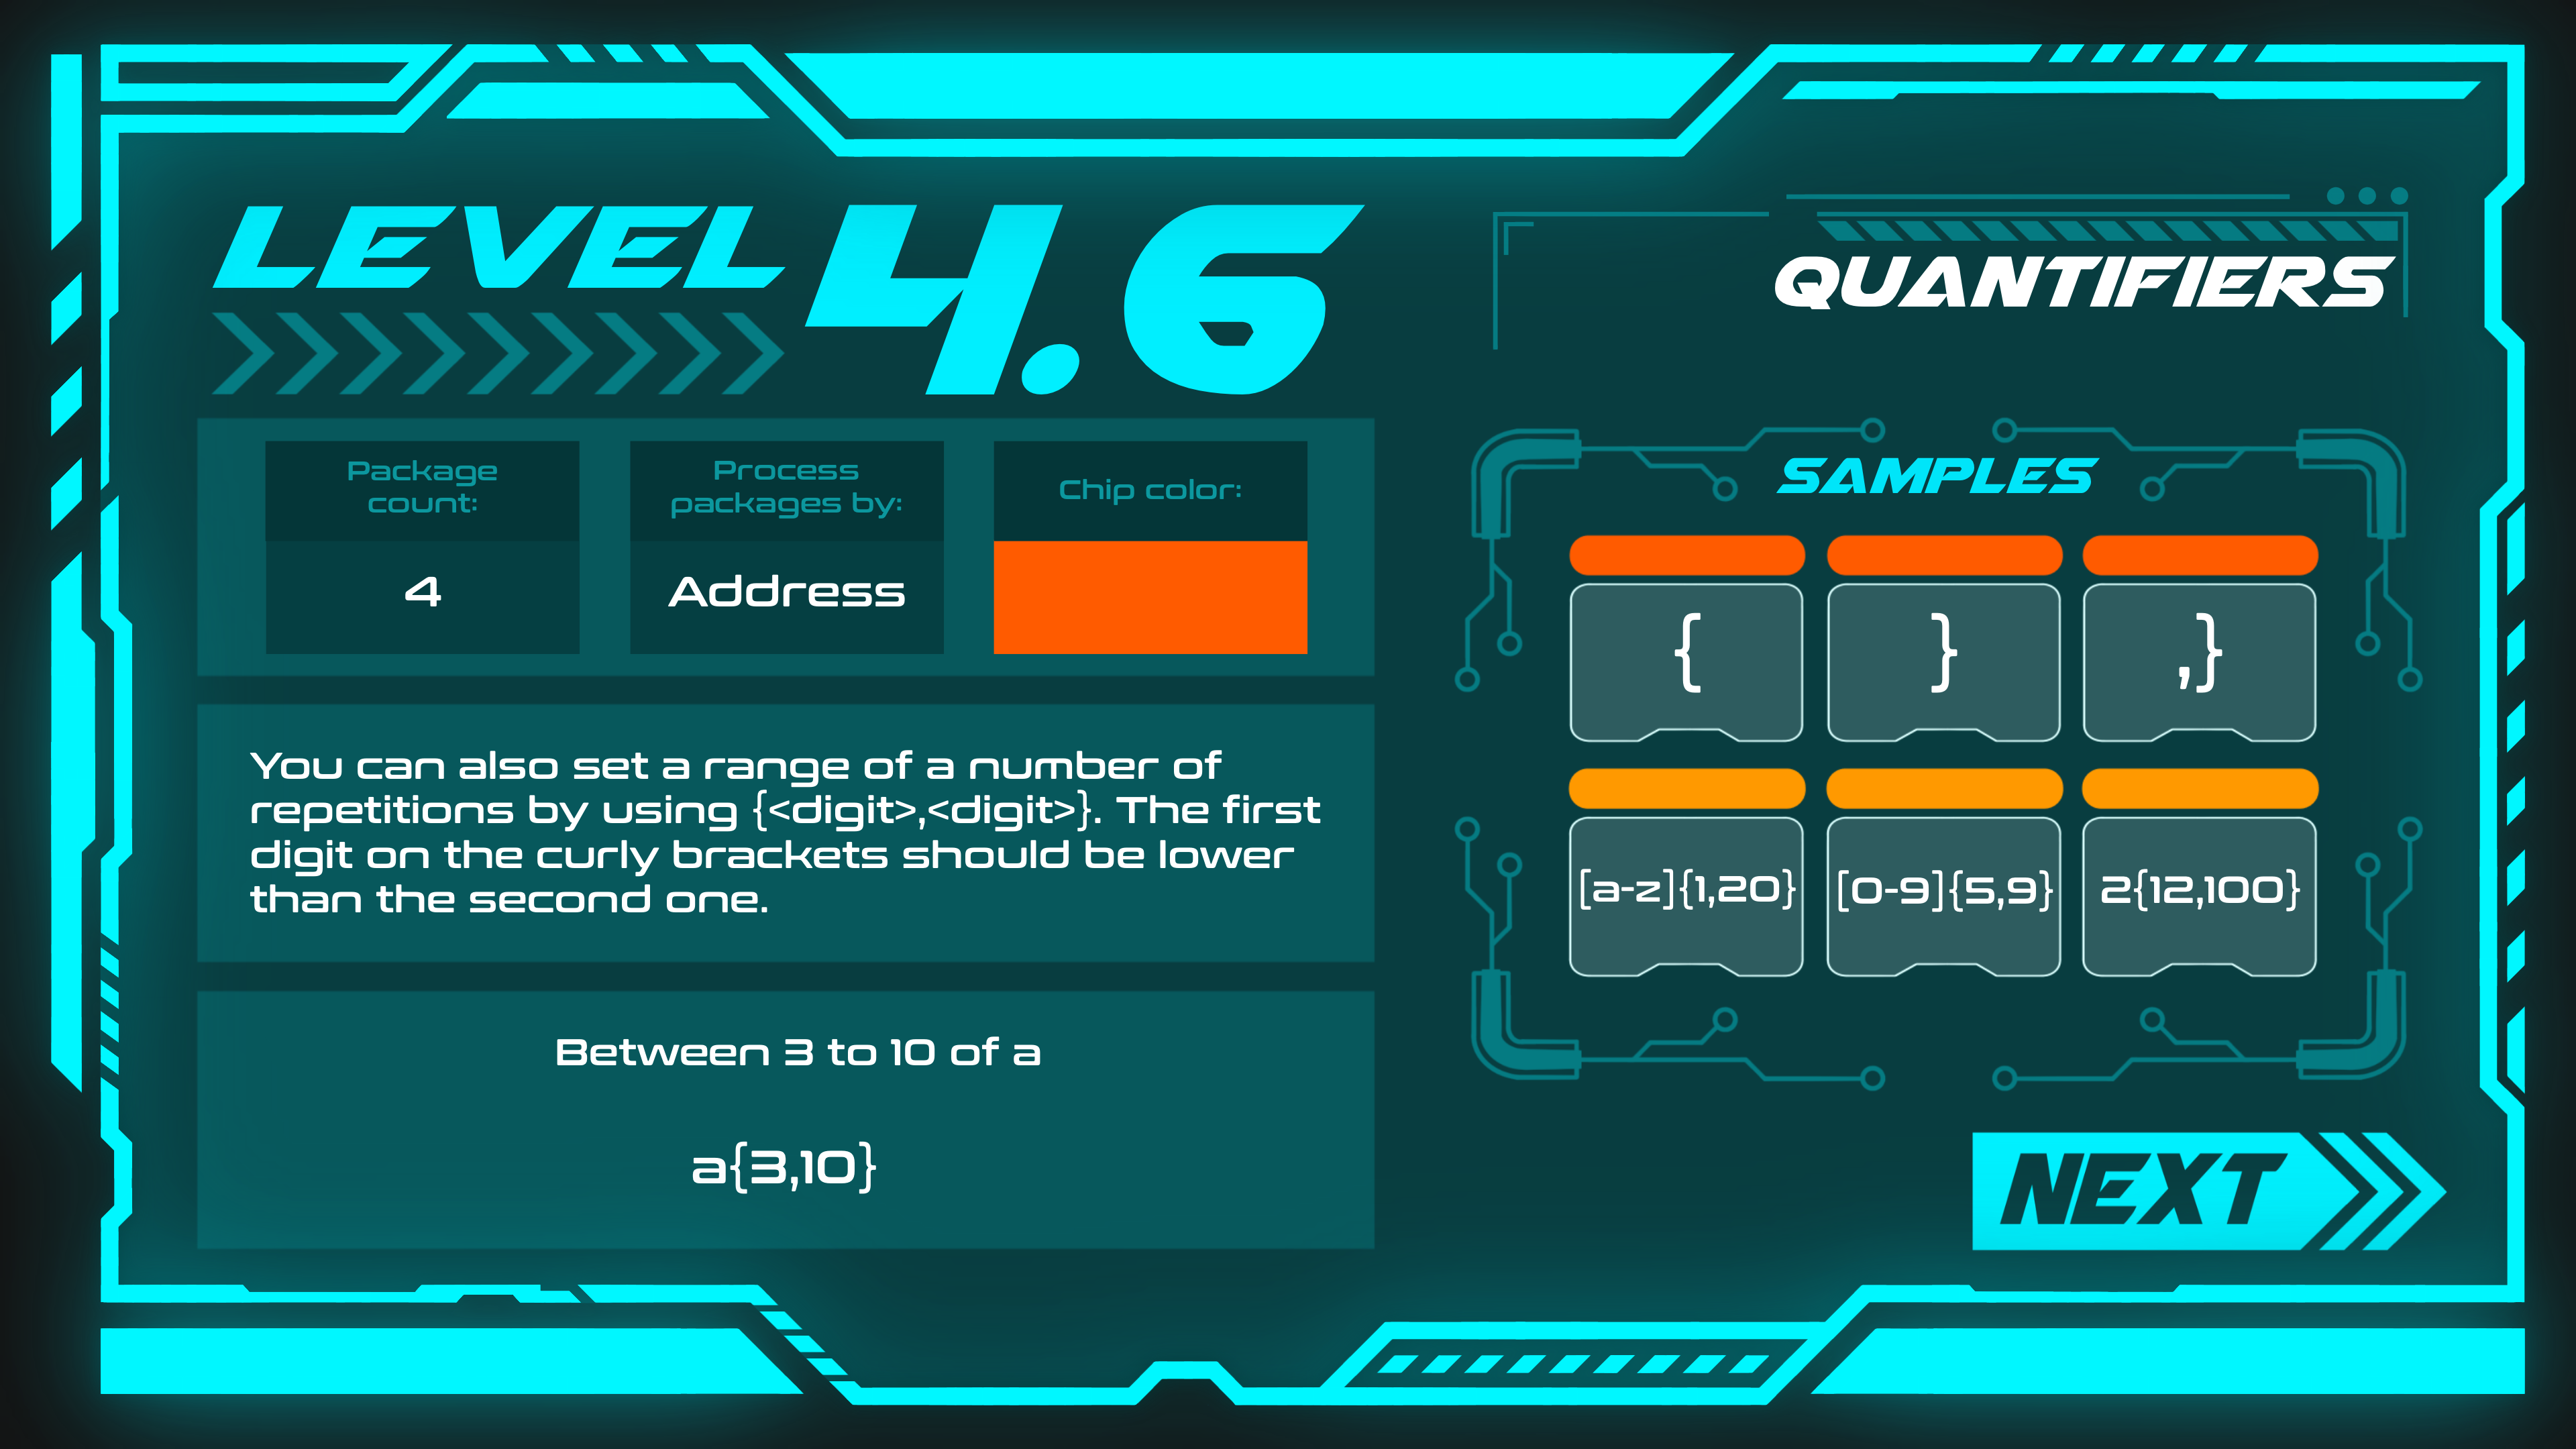 LEVEL 4.6
QUANTIFIERS
Package
count:
4
Process
packages by:
Address
Chip color:
You can also set a range of a number of
repetitions by using {<digit>,<digit>}. The first
digit on the curly brackets should be lower
than the second one.
Between 3 to 10 of a
a{3,10}
SAMPLES
{
}
,}
[a-z]{1,20}
[0-9]{5,9}
2{12,100}
NEXT